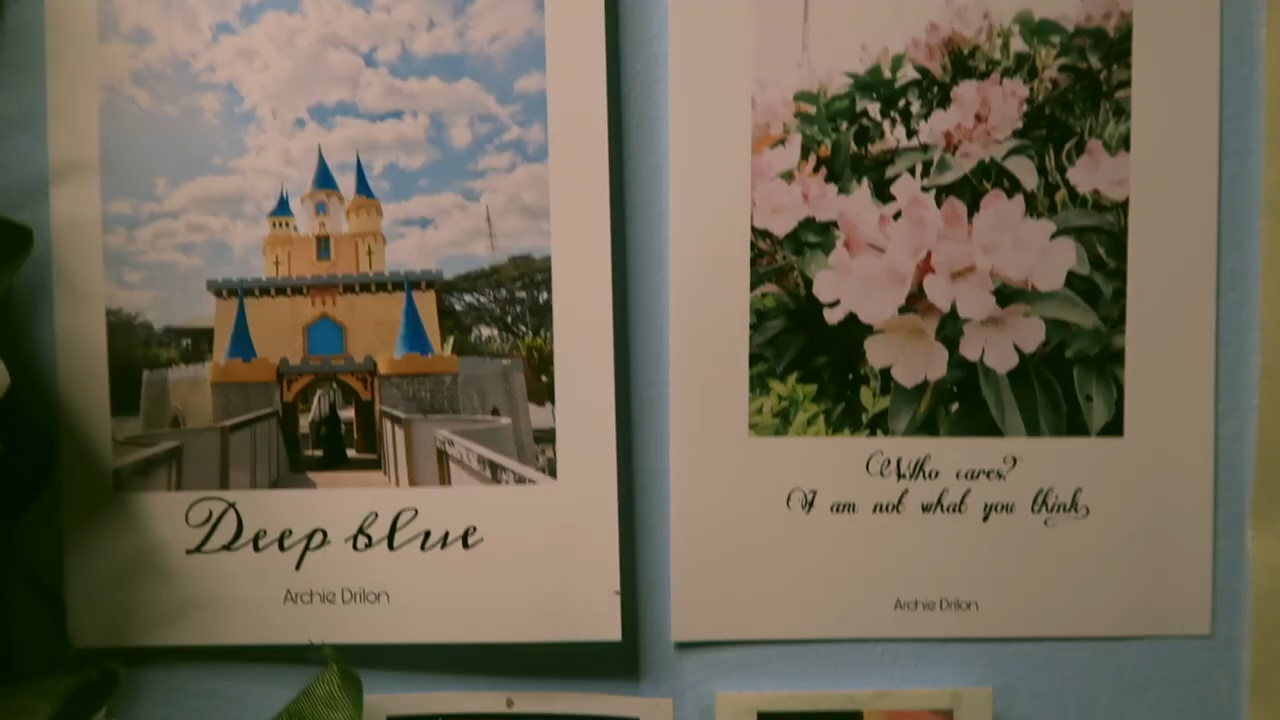 Deep blue
Archie Drilon
Who cares?
I am not what you think,
Archie Drilon